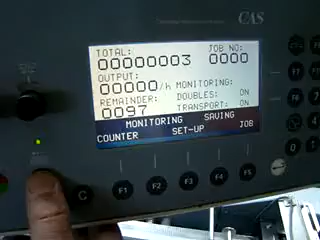 CAS
TOTAL: JOB NO:
00000003 0000
OUTPUT:
00000/h MONITORING:
REMAINDER: DOUBLES: ON
0097 TRANSPORT: ON
MONITORING SAVING
COUNTER SET-UP JOB
C F1 F2 F3 F4 F5